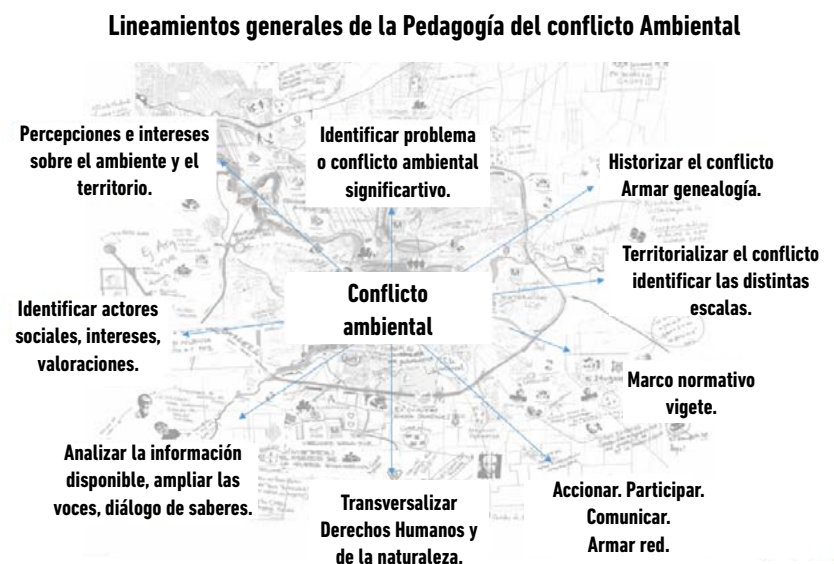 Lineamientos generales de la Pedagogía del conflicto Ambiental
Percepciones e intereses
sobre el ambiente y el
territorio.
Identificar problema
o conflicto ambiental
significartivo.
Historizar el conflicto
Armar genealogía.
Territorializar el conflicto
identificar las distintas
escalas.
Conflicto
ambiental
Identificar actores
sociales, intereses,
valoraciones.
Marco normativo
vigete.
Analizar la información
disponible, ampliar las
voces, diálogo de saberes.
Transversalizar
Derechos Humanos y
de la naturaleza.
Accionar. Participar.
Comunicar.
Armar red.